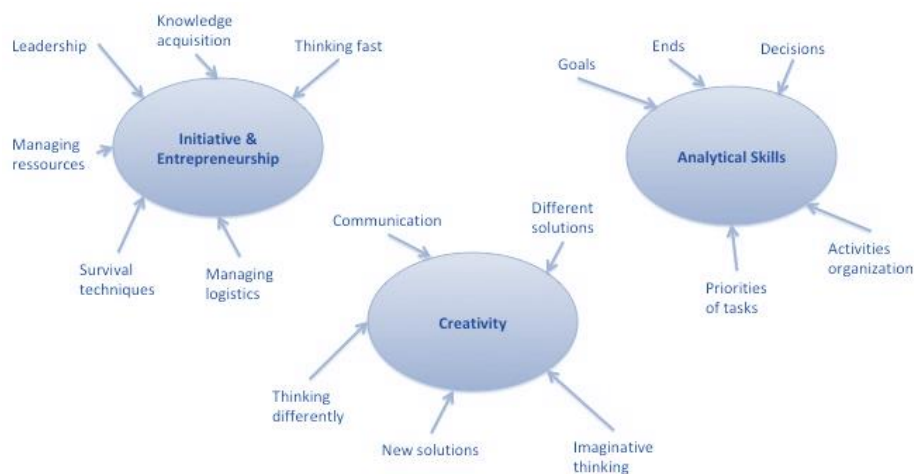 Knowledge
acquisition
Leadership
Thinking fast
Initiative &
Entrepreneurship
Managing
ressources
Survival
techniques
Managing
logistics
Ends
Decisions
Goals
Analytical Skills
Activities
organization
Priorities
of tasks
Communication
Different
solutions
Creativity
Thinking
differently
New solutions
Imaginative
thinking